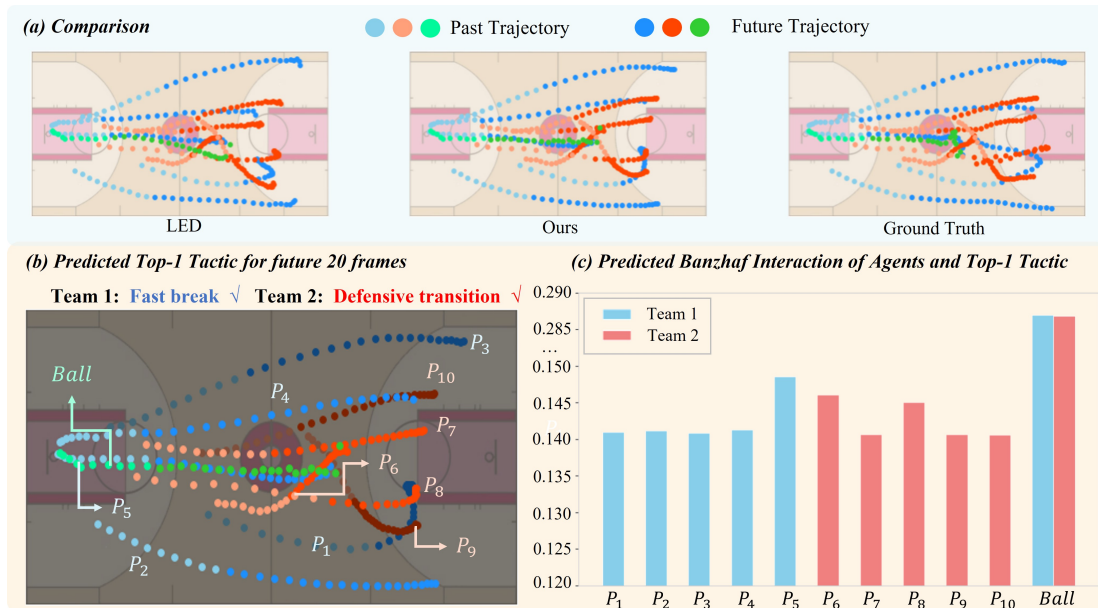 (a) Comparison
Past Trajectory
Future Trajectory
LED
Ours
Ground Truth
(b) Predicted Top-1 Tactic for future 20 frames
Team 1: Fast break √ Team 2: Defensive transition √
Ball
P3
P10
P4
P7
P6
P8
P5
P1
P9
P2
(c) Predicted Banzhaf Interaction of Agents and Top-1 Tactic
0.290
0.285
...
0.150
0.145
0.140
0.130
0.125
0.120
Team 1
Team 2
P1 P2 P3 P4 P5 P6 P7 P8 P9 P10 Ball